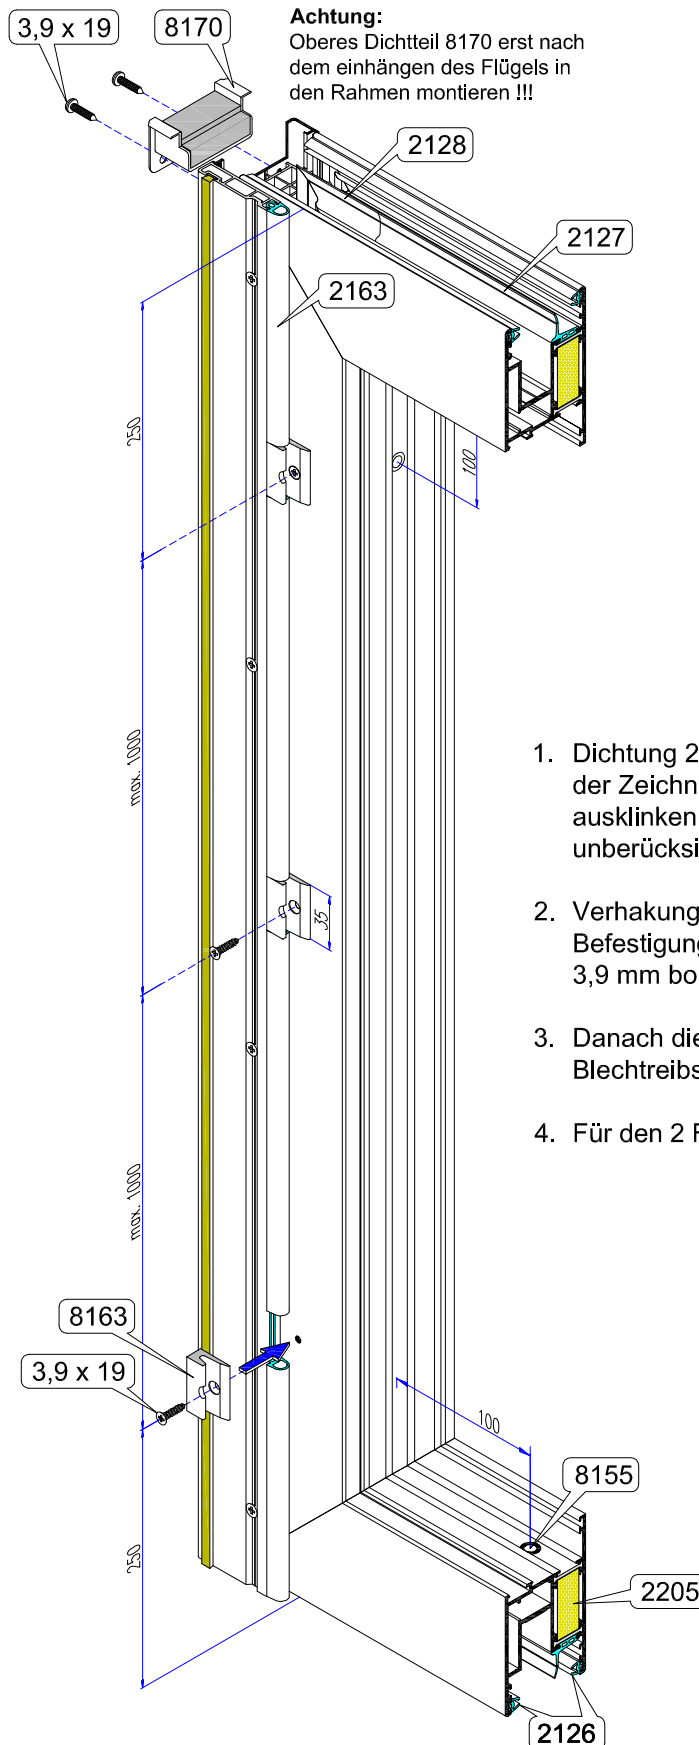 3,9 x 19
8170
Achtung:
Oberes Dichtteil 8170 erst nach
dem einhängen des Flügels in
den Rahmen montieren !!!
2128
2127
2163
250
100
max. 1000
35
1. Dichtung 2
der Zeichn
ausklinken
unberücksi
2. Verhakung
Befestigung
3,9 mm bo
3. Danach die
Blechtreibs
4. Für den 2 F
max. 1000
8163
3,9 x 19
100
8155
250
2205
2126